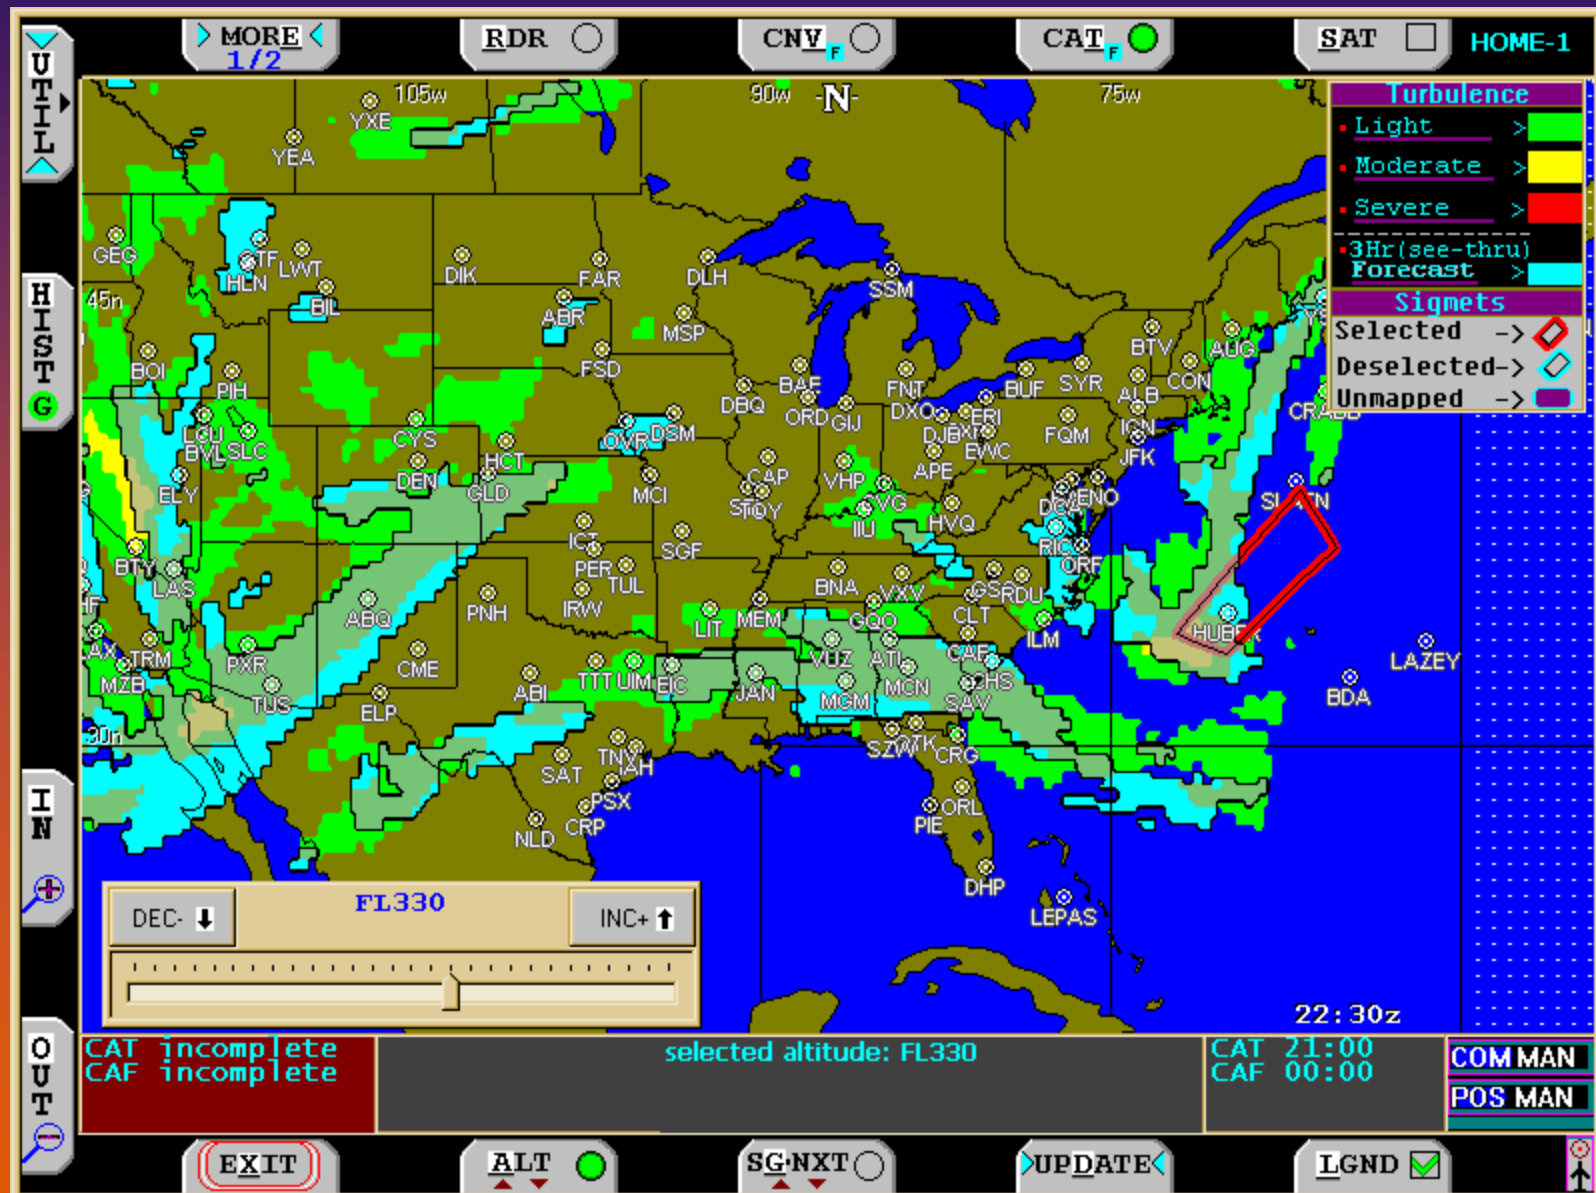 MORE
1/2
RDR
CNV F
CAT F
SAT
HOME-1
UTIL
HIST
G
IN
OUT
105w
90w
-N-
75w
45n
30n
YXE
YEA
GEG
HLN
LWT
BIL
DIK
FAR
DLH
SSM
ABR
MSP
FSD
BOI
PIH
BAE
FNT
BUF
SYR
BTV
AUG
CON
ALB
DBQ
ORD
GIJ
DXO
ERI
FQM
JFK
LCU
BVL
SLC
CYS
HCT
OVR
DSM
EWC
APE
ELY
DEN
GLD
MCI
CAP
TOY
VHP
CVG
IIU
HVQ
DCA
ENO
RIC
ORF
ICT
SGF
BTY
LAS
PER
TUL
IRW
PNH
ABQ
BNA
VXV
GSO
RDU
CLT
ILM
LIT
MEM
GQO
HUBER
LAZEY
BDA
TRM
MZB
PXR
TUS
CME
ELP
ABI
TTT
UIM
EIC
JAN
VUZ
ATL
MGM
MCN
CAE
CHS
SAV
SAT
TNV
IAH
PSX
CRP
NLD
SZW
CRG
ORL
PIE
DHP
LEPAS
Turbulence
Light >
Moderate >
Severe >
3Hr(see-thru)
Forecast >
Sigmets
Selected ->
Deselected->
Unmapped ->
DEC-
FL330
INC+
22:30z
CAT incomplete
CAF incomplete
selected altitude: FL330
CAT 21:00
CAF 00:00
COM MAN
POS MAN
EXIT
ALT
SG-NXT
>UPDATE<
LGND